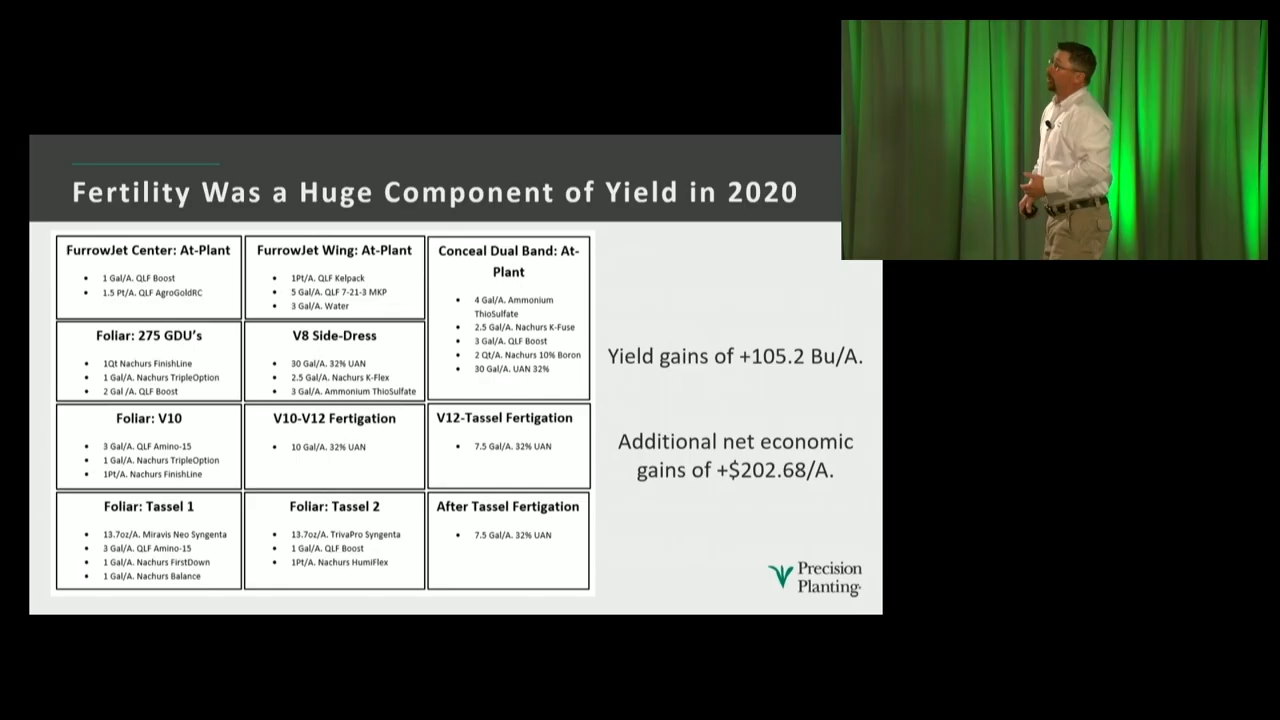 Fertility Was a Huge Component of Yield in 2020
FurrowJet Center: At-Plant
1 Gal/A. QLF Boost
1.5 Pt/A. QLF AgroGoldRC
FurrowJet Wing: At-Plant
1Pt/A. QLF Kelpack
5 Gal/A. QLF 7-21-3 MKP
3 Gal/A. Water
Conceal Dual Band: At-
Plant
4 Gal/A. Ammonium
ThioSulfate
2.5 Gal/A. Nachurs K-Fuse
3 Gal/A. QLF Boost
2 Qt/A. Nachurs 10% Boron
30 Gal/A. UAN 32%
Foliar: 275 GDU's
1Qt Nachurs FinishLine
1 Gal/A. Nachurs TripleOption
2 Gal /A. QLF Boost
V8 Side-Dress
30 Gal/A. 32% UAN
2.5 Gal/A. Nachurs K-Flex
3 Gal/A. Ammonium ThioSulfate
Foliar: V10
3 Gal/A. QLF Amino-15
1 Gal/A. Nachurs TripleOption
1Pt/A. Nachurs FinishLine
V10-V12 Fertigation
10 Gal/A. 32% UAN
V12-Tassel Fertigation
7.5 Gal/A. 32% UAN
Foliar: Tassel 1
13.7oz/A. Miravis Neo Syngenta
3 Gal/A. QLF Amino-15
1 Gal/A. Nachurs FirstDown
1 Gal/A. Nachurs Balance
Foliar: Tassel 2
13.7oz/A. TrivaPro Syngenta
1 Gal/A. QLF Boost
1Pt/A. Nachurs HumiFlex
After Tassel Fertigation
7.5 Gal/A. 32% UAN
Yield gains of +105.2 Bu/A.
Additional net economic
gains of +$202.68/A.
Precision
Planting